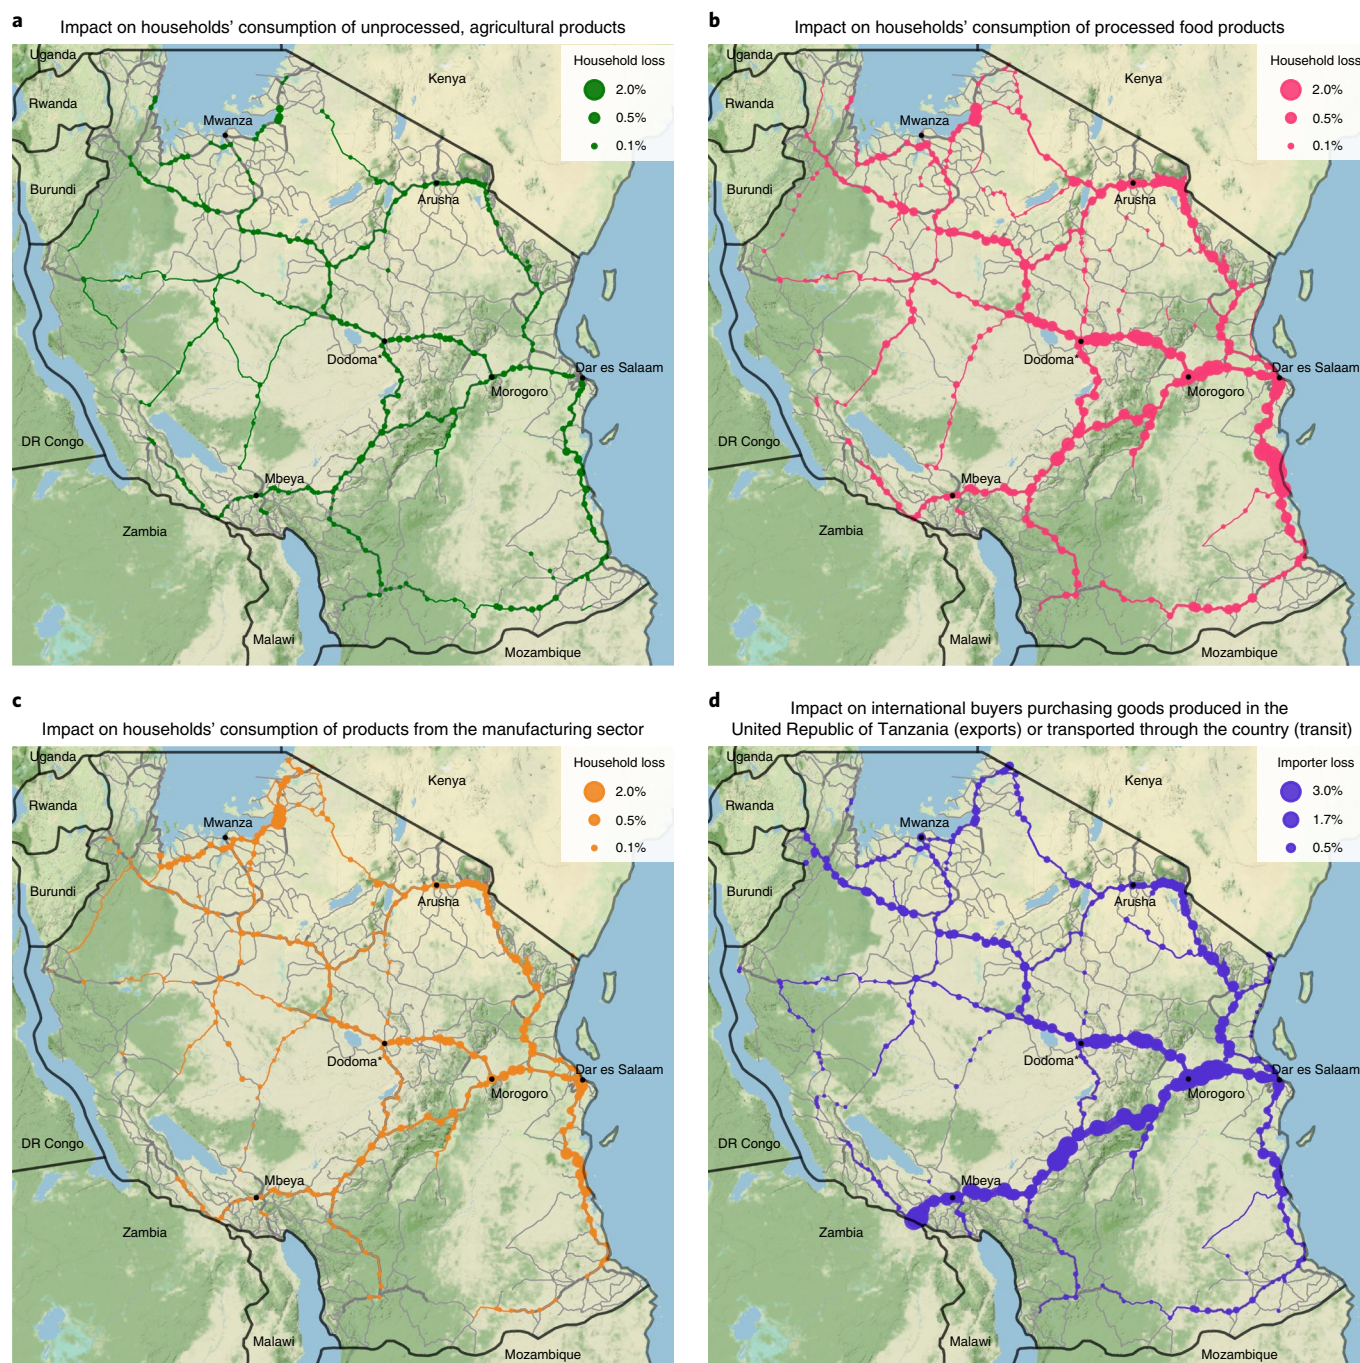 a
Impact on households' consumption of unprocessed, agricultural products
Uganda
Rwanda
Burundi
DR Congo
Zambia
Malawi
Mozambique
Kenya
Mwanza
Arusha
Dodoma*
Morogoro
Dar es Salaam
Mbeya
Household loss
2.0%
0.5%
0.1%
b
Impact on households' consumption of processed food products
Uganda
Rwanda
Burundi
DR Congo
Zambia
Malawi
Mozambique
Kenya
Mwanza
Arusha
Dodoma*
Morogoro
Dar es Salaam
Mbeya
Household loss
2.0%
0.5%
0.1%
c
Impact on households' consumption of products from the manufacturing sector
Uganda
Rwanda
Burundi
DR Congo
Zambia
Malawi
Mozambique
Kenya
Mwanza
Arusha
Dodoma*
Morogoro
Dar es Salaam
Mbeya
Household loss
2.0%
0.5%
0.1%
d
Impact on international buyers purchasing goods produced in the
United Republic of Tanzania (exports) or transported through the country (transit)
Uganda
Rwanda
Burundi
DR Congo
Zambia
Malawi
Mozambique
Kenya
Mwanza
Arusha
Dodoma*
Morogoro
Dar es Salaam
Mbeya
Importer loss
3.0%
1.7%
0.5%